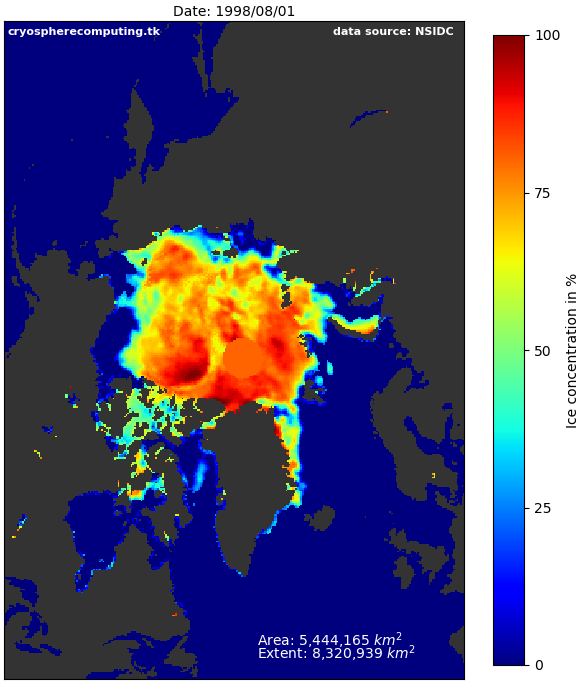 Date: 1998/08/01
cryospherecomputing.tk data source: NSIDC
100
75
50
25
0
Ice concentration in %
Area: 5,444,165 km²
Extent: 8,320,939 km²